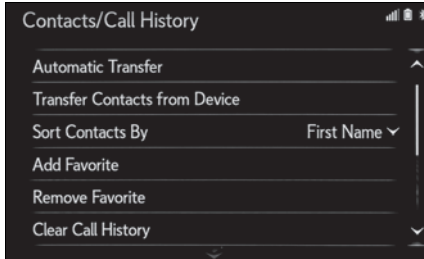 Contacts/Call History
Automatic Transfer
Transfer Contacts from Device
Sort Contacts By First Name
Add Favorite
Remove Favorite
Clear Call History